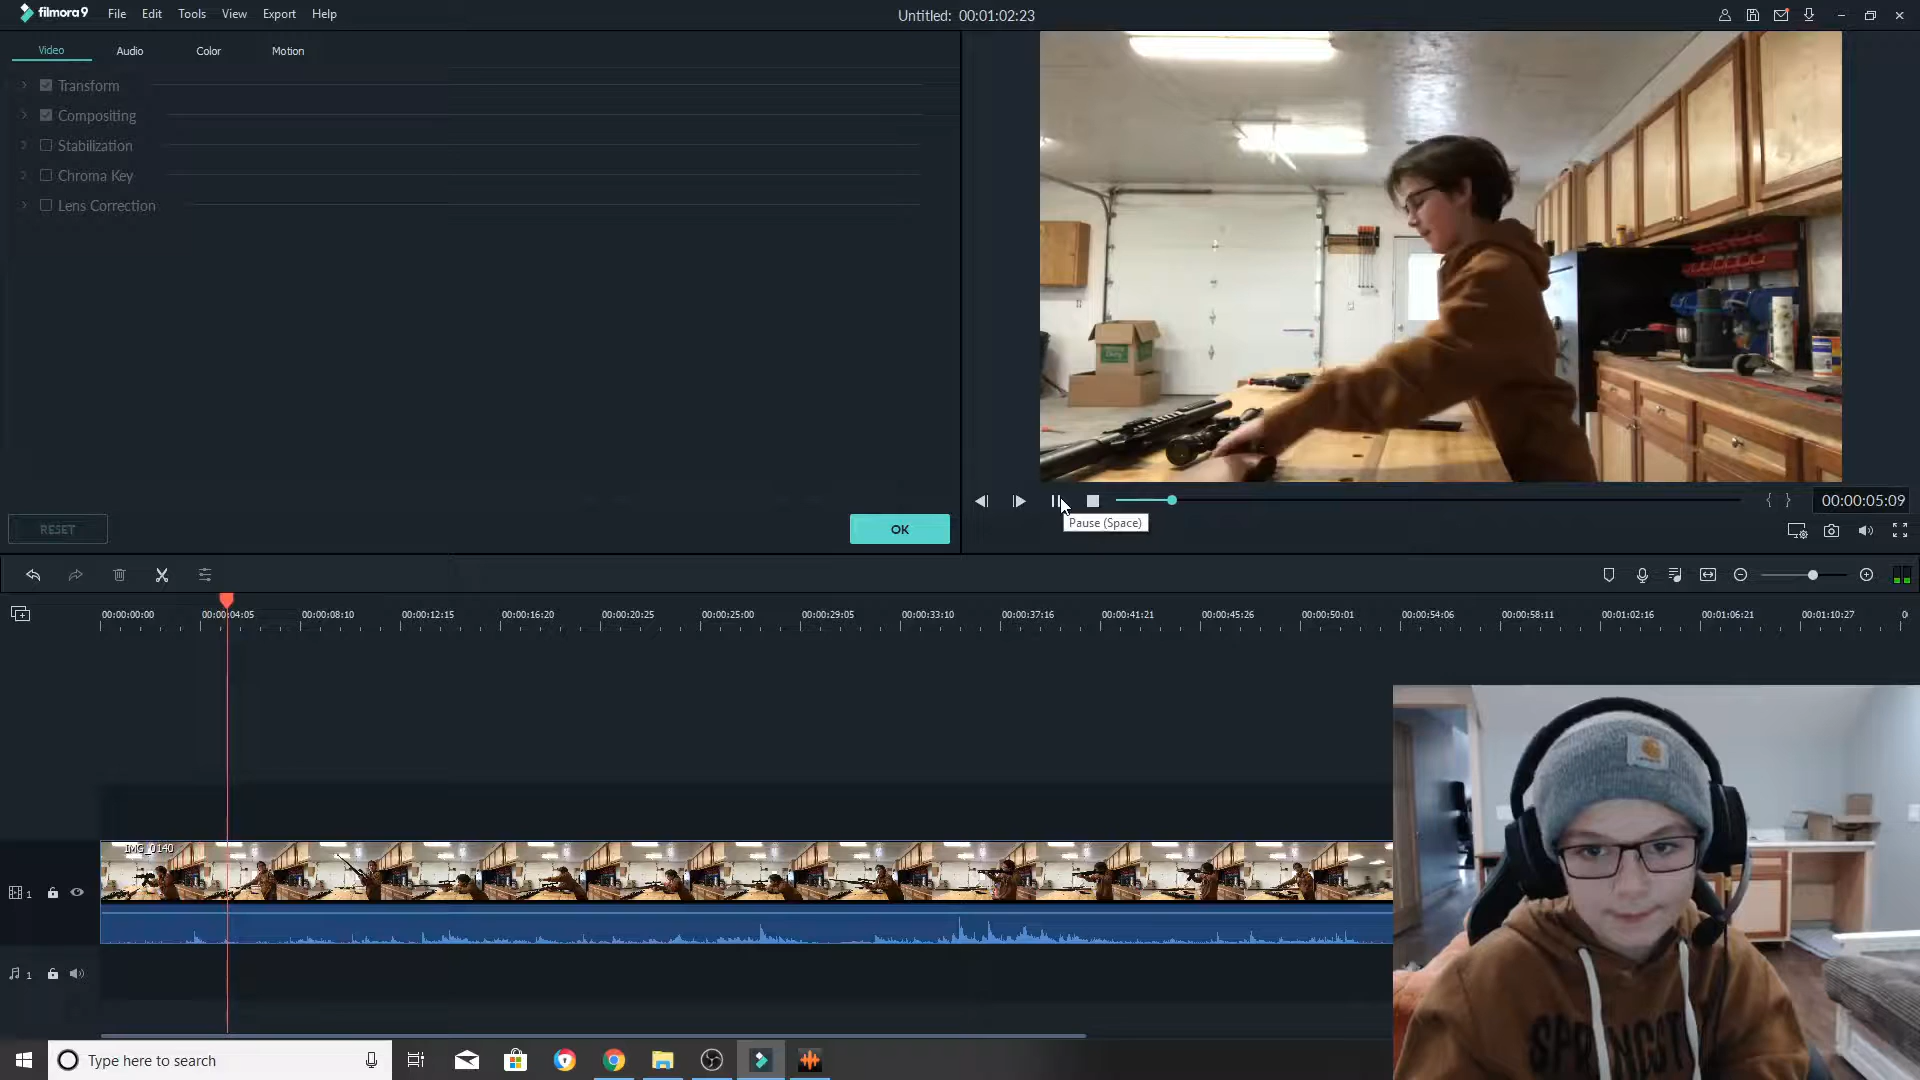 filmora9 File Edit Tools View Export Help
Untitled: 00:01:02:23
Video Audio Color Motion
Transform
Compositing
Stabilization
Chroma Key
Lens Correction
RESET
OK
00:00:05:09
Pause (Space)
00:00:00:00 00:00:04:05 00:00:08:10 00:00:12:15 00:00:16:20 00:00:20:25 00:00:25:00 00:00:29:05 00:00:33:10 00:00:37:16 00:00:41:21 00:00:45:26 00:00:50:01 00:00:54:06 00:00:58:11 00:01:02:16 00:01:06:21 00:01:10:27
IMG_0140
1
1
Type here to search